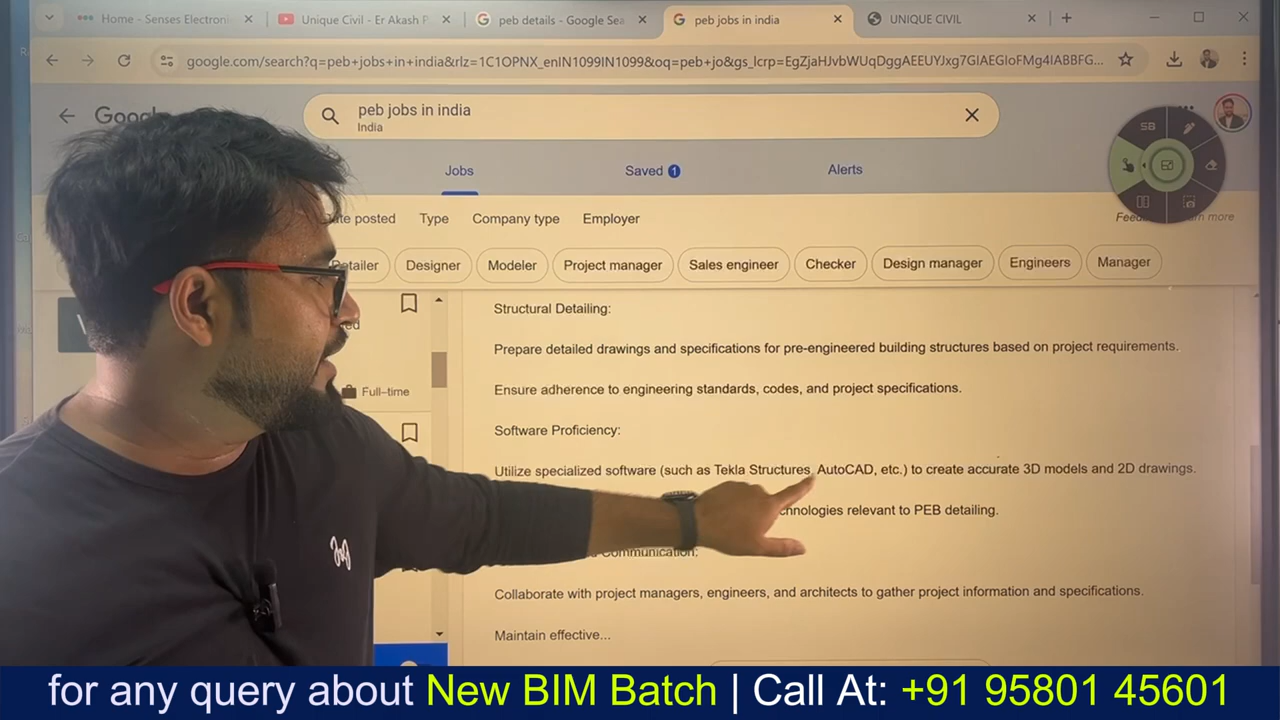 Home - Senses Electroni
Unique Civil - Er Akash P
peb details - Google Sea
peb jobs in india
UNIQUE CIVIL
google.com/search?q=peb+jobs+in+india&rlz=1C1OPNX_enIN1099IN1099&oq=peb+jo&gs_lcrp=EgZjaHJvbWUqDggAEEUYJxg7GIAEGIoFMg4IABBFG...
peb jobs in india
India
SB
Jobs
Saved 1
Alerts
Type
Company type
Employer
more
Designer
Modeler
Project manager
Sales engineer
Checker
Design manager
Engineers
Manager
Structural Detailing:
Prepare detailed drawings and specifications for pre-engineered building structures based on project requirements.
Full-time
Ensure adherence to engineering standards, codes, and project specifications.
Software Proficiency:
Utilize specialized software (such as Tekla Structures, AutoCAD, etc.) to create accurate 3D models and 2D drawings.
relevant to PEB detailing.
Communication:
Collaborate with project managers, engineers, and architects to gather project information and specifications.
Maintain effective...
for any query about New BIM Batch | Call At: +91 95801 45601